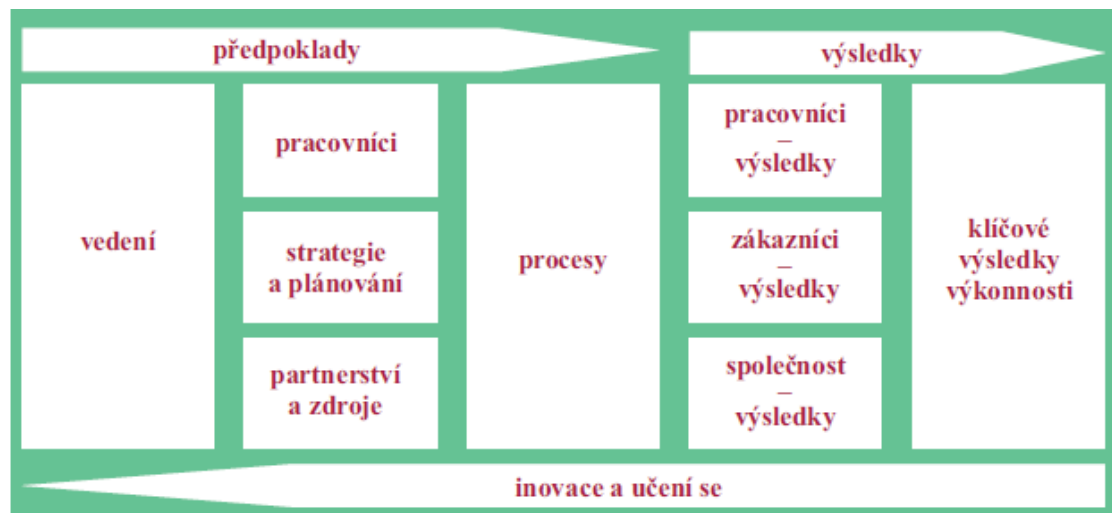 předpoklady
výsledky
vedení
pracovníci
strategie
a plánování
partnerství
a zdroje
procesy
pracovníci
–
výsledky
zákazníci
–
výsledky
společnost
–
výsledky
klíčové
výsledky
výkonnosti
inovace a učení se